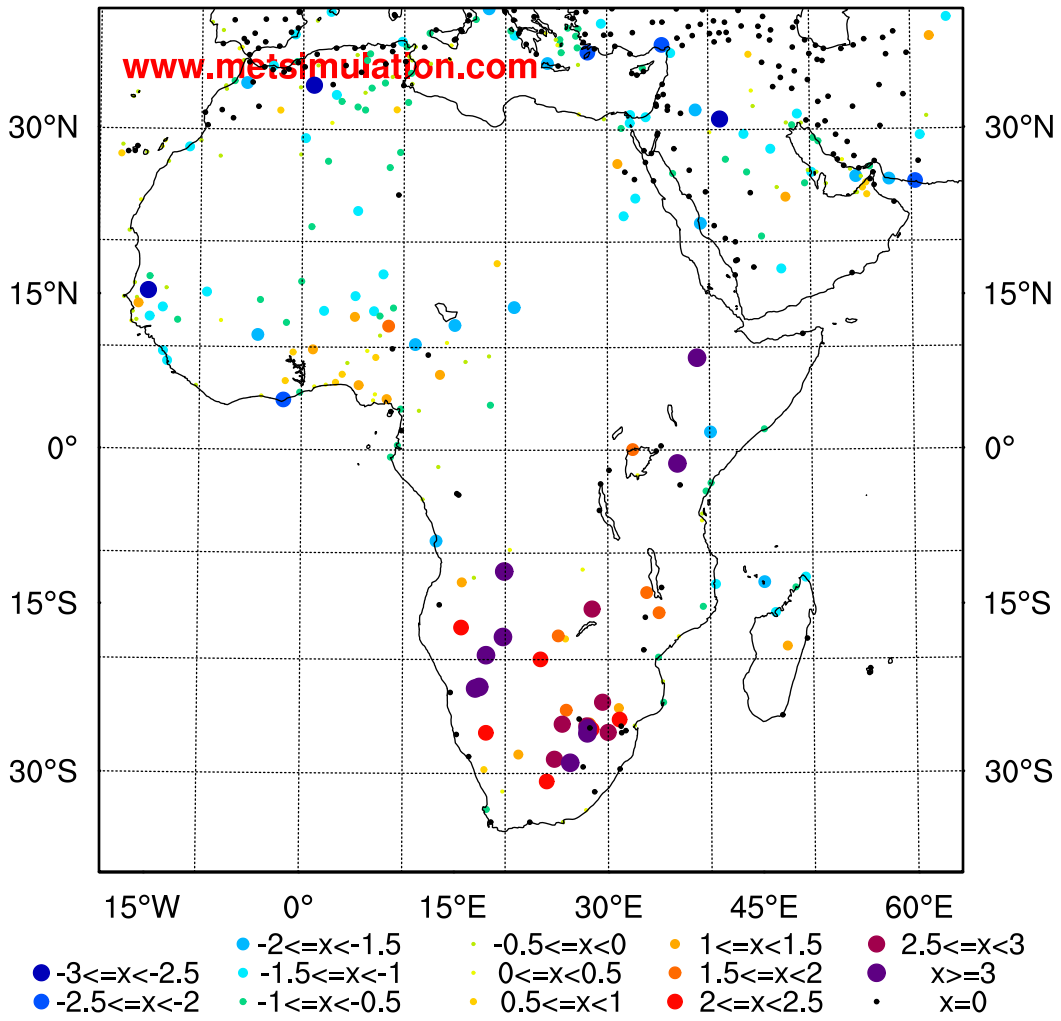 www.metsimulation.com
30°N 30°N
15°N 15°N
0° 0°
15°S 15°S
30°S 30°S
15°W 0° 15°E 30°E 45°E 60°E
-2<=x<-1.5 -0.5<=x<0 1<=x<1.5 2.5<=x<3
-3<=x<-2.5 -1.5<=x<-1 0<=x<0.5 1.5<=x<2 x>=3
-2.5<=x<-2 -1<=x<-0.5 0.5<=x<1 2<=x<2.5 x=0